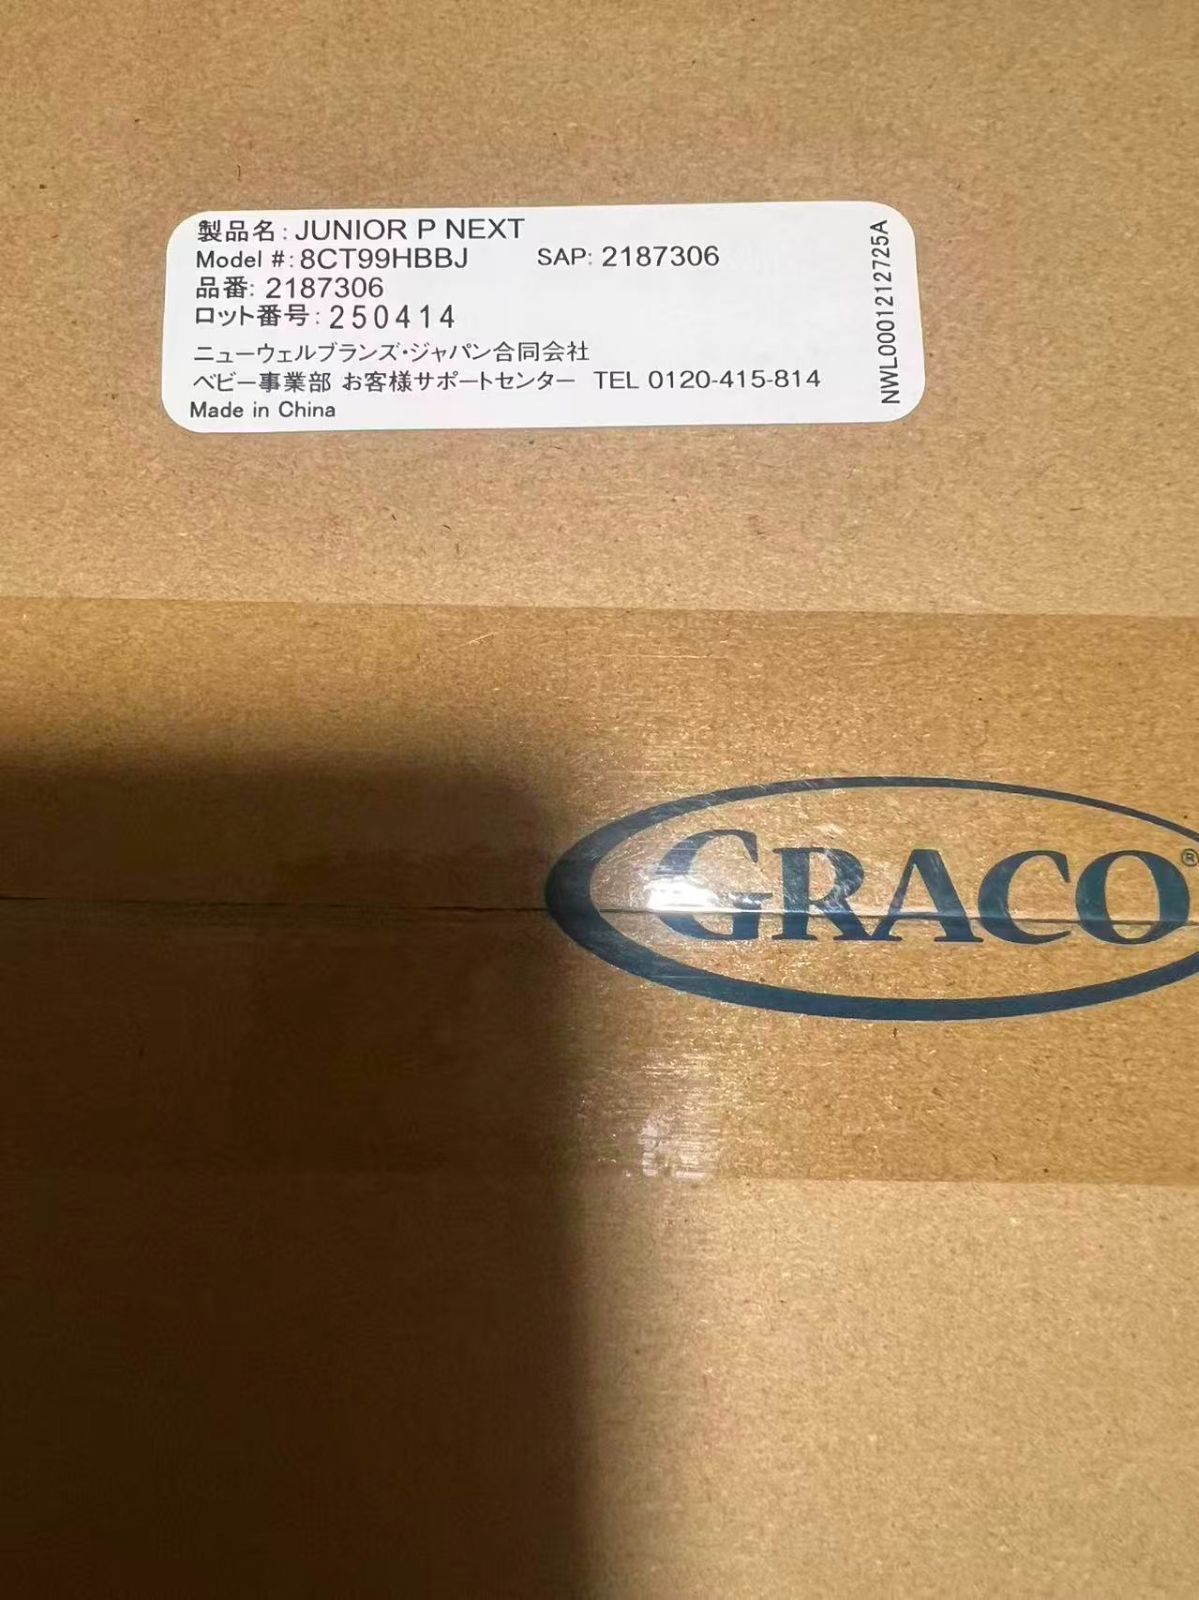 製品名: JUNIOR P NEXT
Model #: 8CT99HBBJ SAP: 2187306
品番: 2187306
ロット番号: 250414
ニューウェルブランズ・ジャパン合同会社
ベビー事業部 お客様サポートセンター TEL 0120-415-814
Made in China
NWL0001212725A
GRACO®